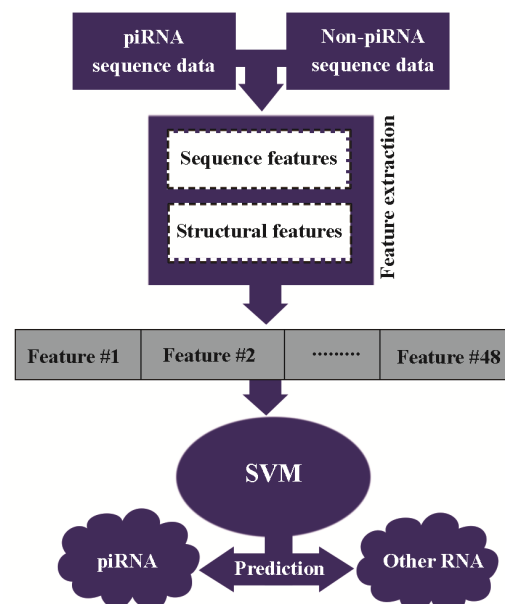 piRNA
sequence data
Non-piRNA
sequence data
Sequence features
Structural features
Feature extraction
Feature #1
Feature #2
.........
Feature #48
SVM
piRNA
Prediction
Other RNA